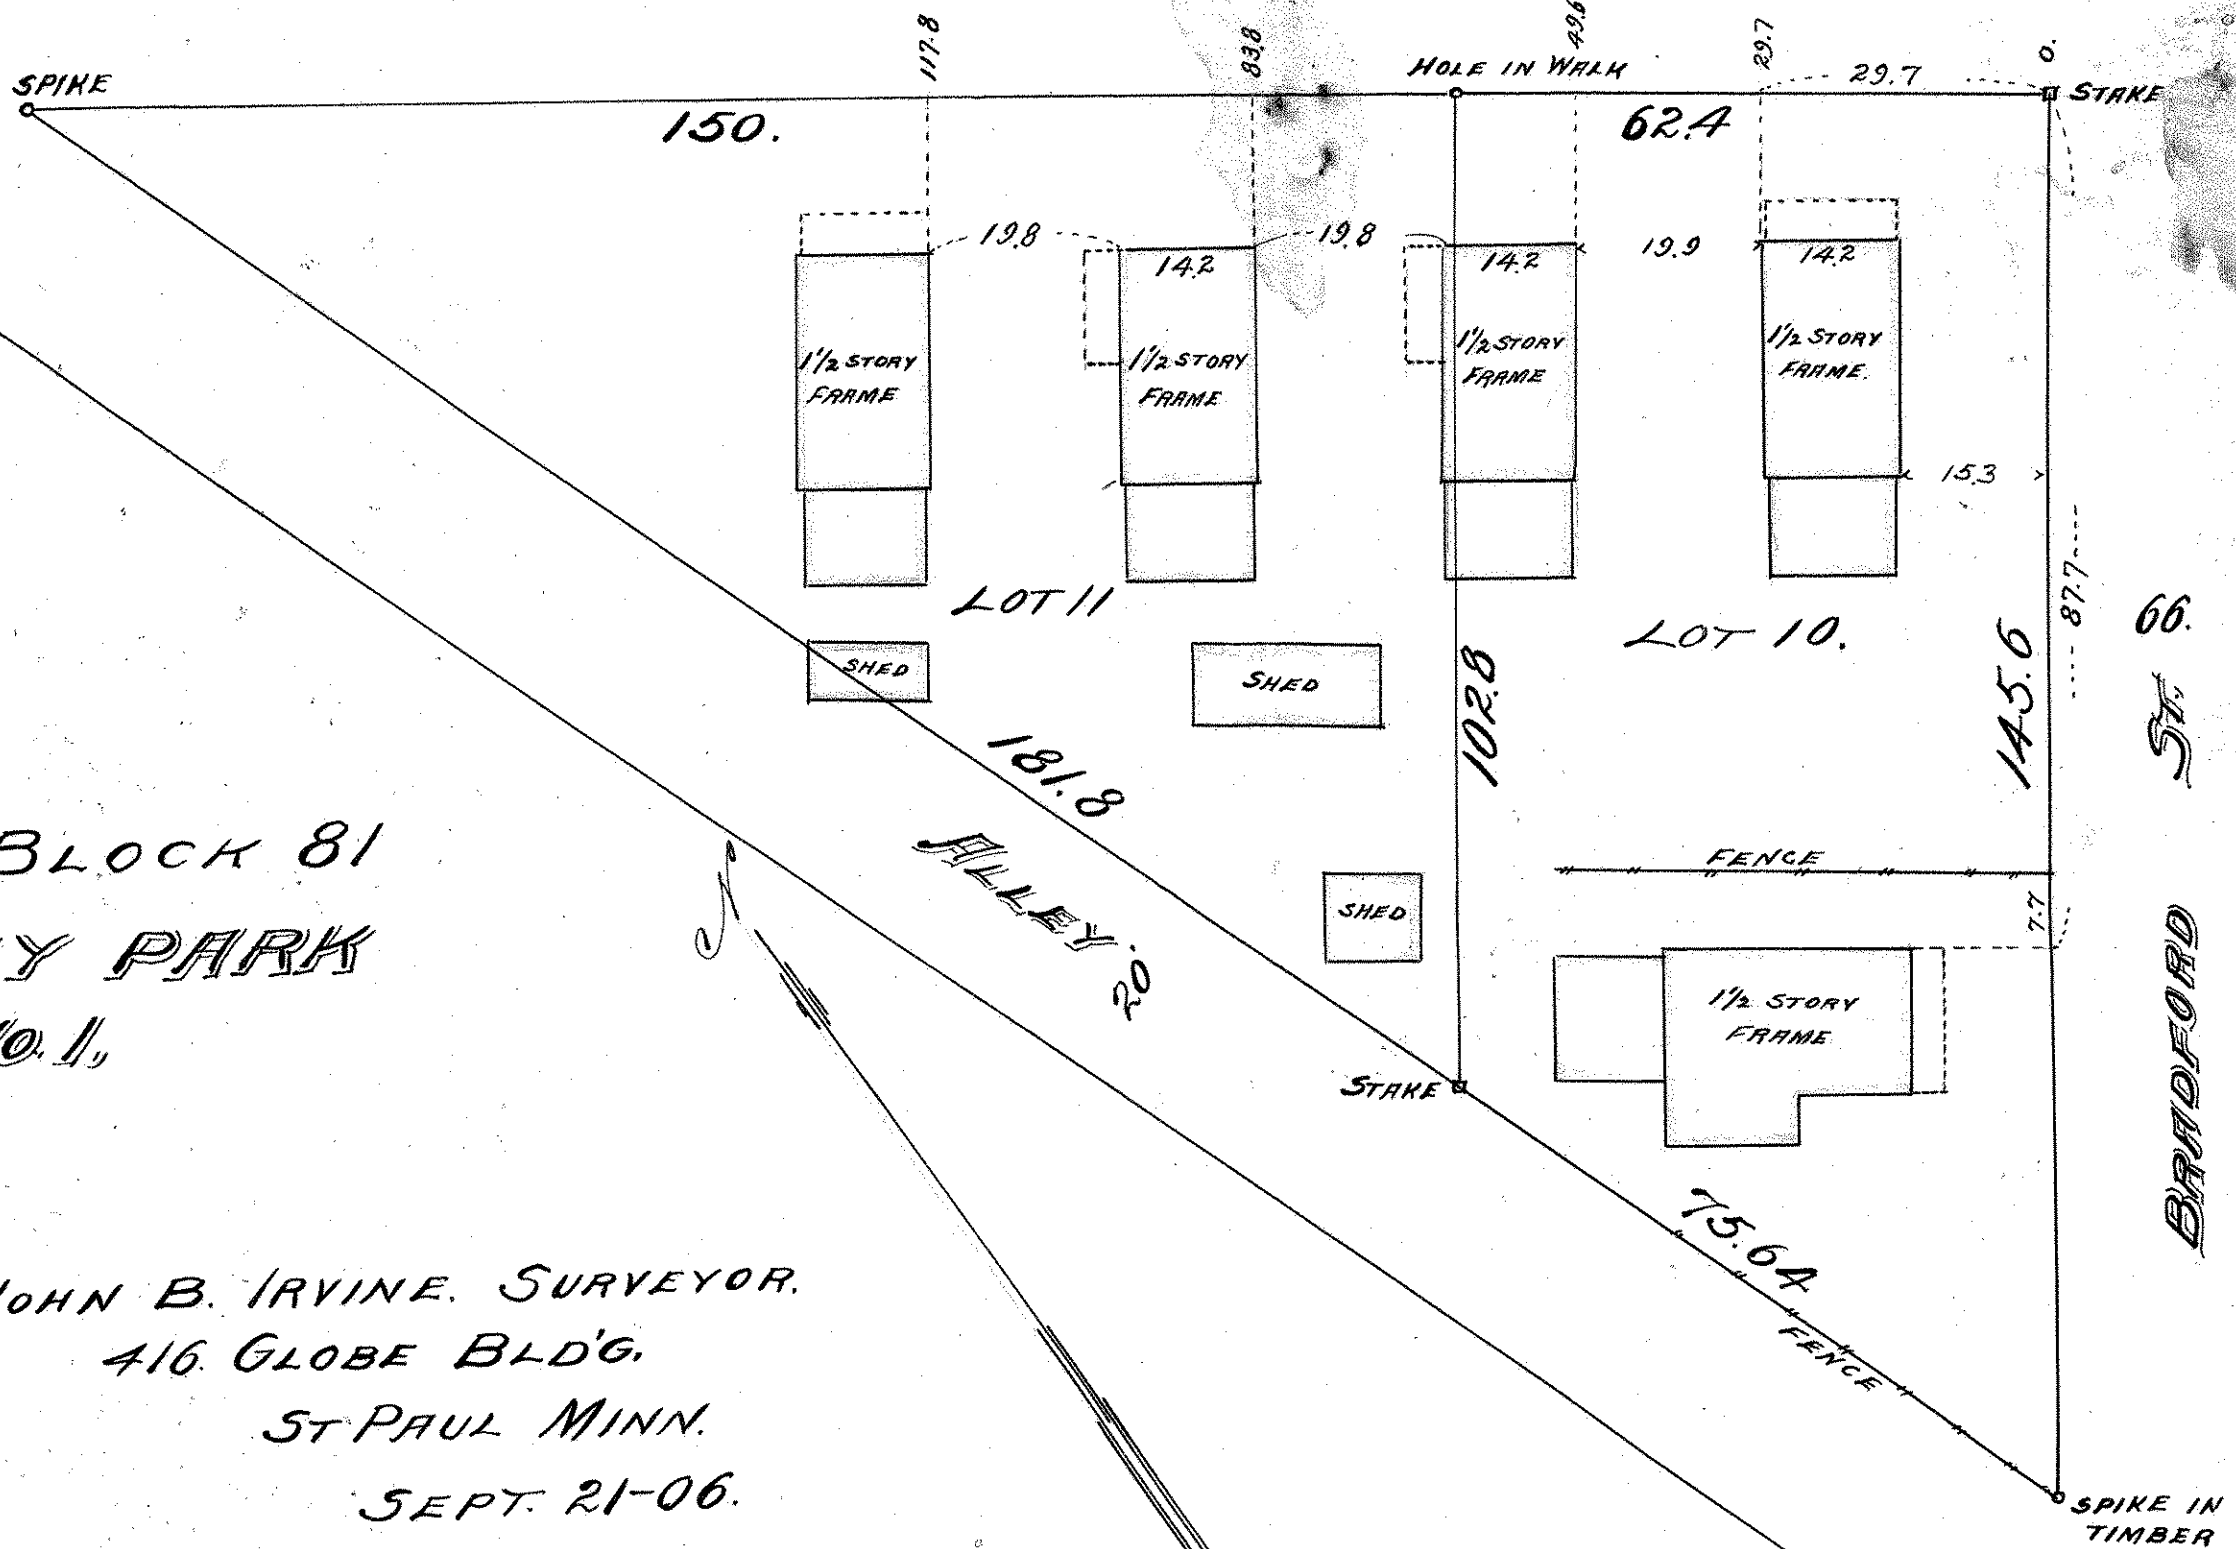 117.8
83.8
49.6
29.7
0.
SPIKE
HOLE IN WALK
29.7
STAKE
150.
62.4
19.8
19.8
19.9
14.2
14.2
14.2
1½ STORY
FRAME
1½ STORY
FRAME
1½ STORY
FRAME
1½ STORY
FRAME.
15.3
LOT 11
LOT 10.
87.7
66.
SHED
SHED
102.8
145.6
BRADFORD ST.
181.8
ALLEY.
20
FENCE
7.7
SHED
1½ STORY
FRAME
STAKE
75.64
FENCE
SPIKE IN
TIMBER
BLOCK 81
PARK
N
JOHN B. IRVINE. SURVEYOR.
416. GLOBE BLD'G.
ST PAUL MINN.
SEPT. 21-06.